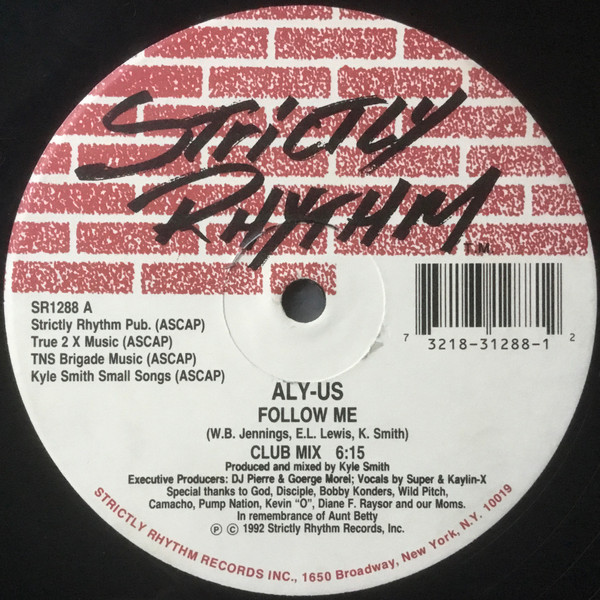 STRICTLY
RHYTHM
T.M.
SR1288 A
Strictly Rhythm Pub. (ASCAP)
True 2 X Music (ASCAP)
TNS Brigade Music (ASCAP)
Kyle Smith Small Songs (ASCAP)
7 3218-31288-1 2
ALY-US
FOLLOW ME
(W.B. Jennings, E.L. Lewis, K. Smith)
CLUB MIX 6:15
Produced and mixed by Kyle Smith
Executive Producers: DJ Pierre & Goerge Morel; Vocals by Super & Kaylin-X
Special thanks to God, Disciple, Bobby Konders, Wild Pitch,
Camacho, Pump Nation, Kevin "O", Diane F. Raysor and our Moms.
In remembrance of Aunt Betty
℗ © 1992 Strictly Rhythm Records, Inc.
STRICTLY RHYTHM RECORDS INC., 1650 Broadway, New York, N.Y. 10019